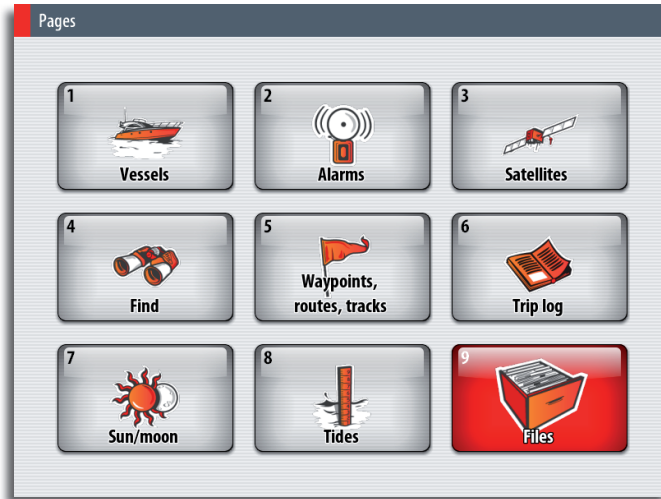 Pages
1
Vessels
2
Alarms
3
Satellites
4
Find
5
Waypoints,
routes, tracks
6
Trip log
7
Sun/moon
8
Tides
9
Files